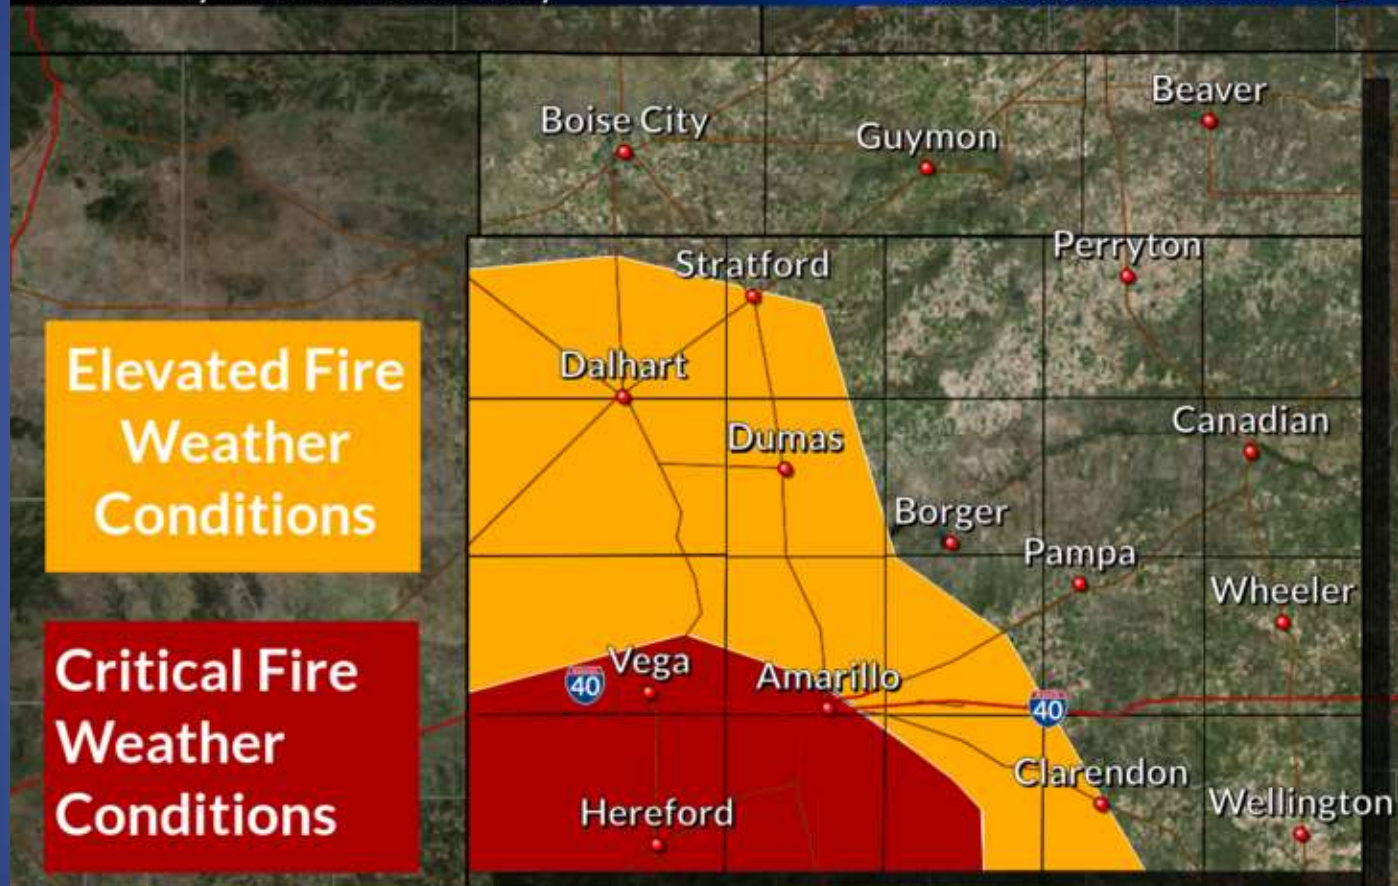 Boise City
Guymon
Beaver
Stratford
Perryton
Dalhart
Dumas
Canadian
Borger
Pampa
Wheeler
Vega
40
Amarillo
40
Clarendon
Hereford
Wellington
Elevated Fire
Weather
Conditions
Critical Fire
Weather
Conditions